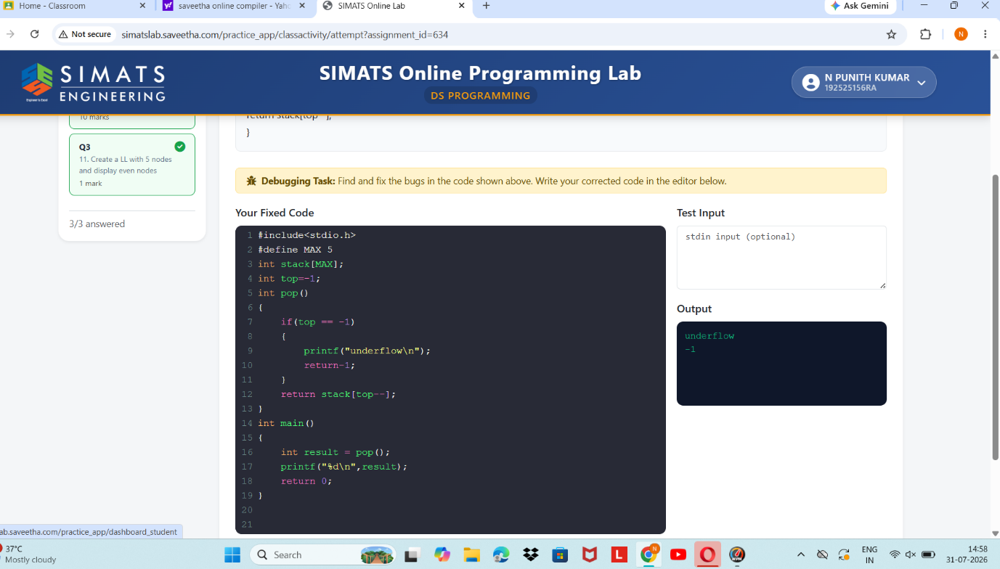 Home - Classroom
saveetha online compiler - Yaho
SIMATS Online Lab
Ask Gemini
Not secure
simatslab.saveetha.com/practice_app/classactivity/attempt?assignment_id=634
N
SIMATS
ENGINEERING
Engineer to Excel
SIMATS Online Programming Lab
DS PROGRAMMING
N PUNITH KUMAR
192525156RA
10 marks
Q3
11. Create a LL with 5 nodes
and display even nodes
1 mark
3/3 answered
return stack[top--];
}
Debugging Task: Find and fix the bugs in the code shown above. Write your corrected code in the editor below.
Your Fixed Code
1 #include<stdio.h>
2 #define MAX 5
3 int stack[MAX];
4 int top=-1;
5 int pop()
6 {
7 if(top == -1)
8 {
9 printf("underflow\n");
10 return-1;
11 }
12 return stack[top--];
13 }
14 int main()
15 {
16 int result = pop();
17 printf("%d\n",result);
18 return 0;
19 }
20
21
Test Input
stdin input (optional)
Output
underflow
-1
ab.saveetha.com/practice_app/dashboard_student
37°C
Mostly cloudy
Search
L
N
ENG
IN
14:58
31-07-2026